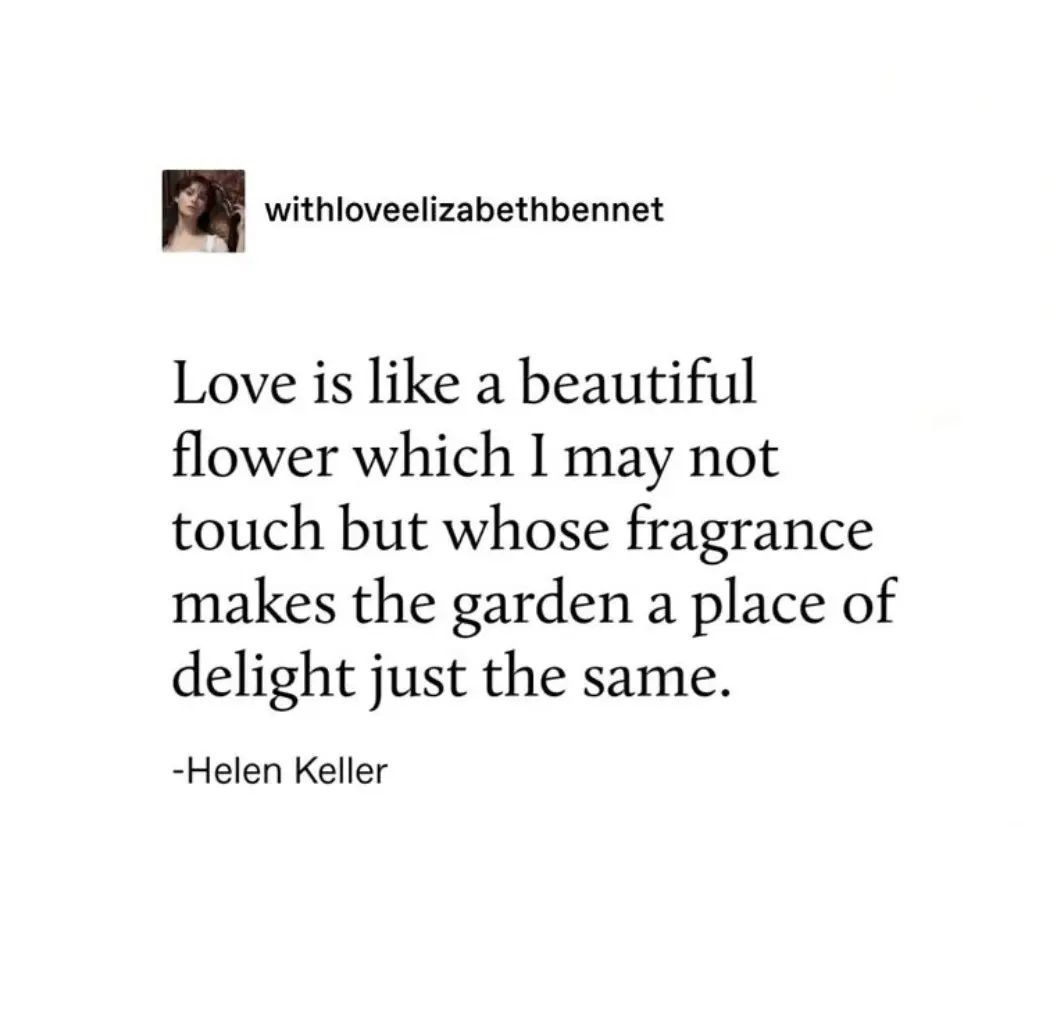 withloveelizabethbennet
Love is like a beautiful
flower which I may not
touch but whose fragrance
makes the garden a place of
delight just the same.
-Helen Keller